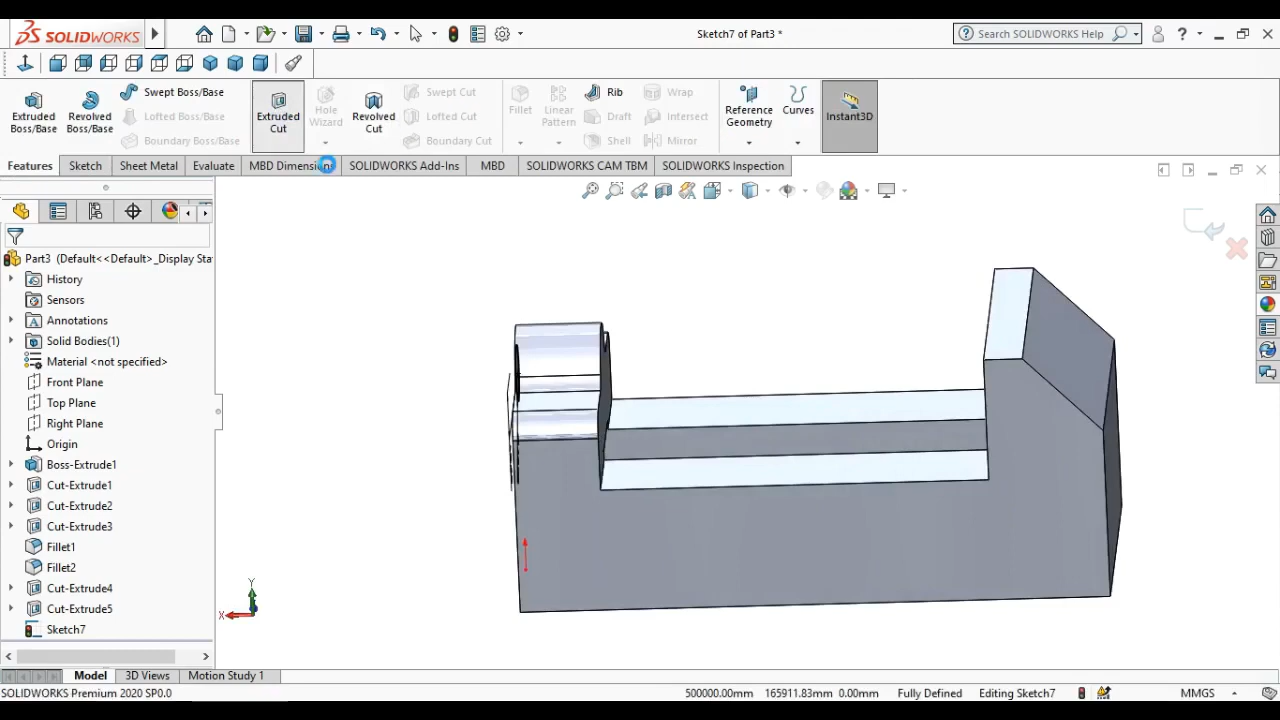 SOLIDWORKS
Sketch7 of Part3 *
Search SOLIDWORKS Help
Extruded Boss/Base
Revolved Boss/Base
Swept Boss/Base
Lofted Boss/Base
Boundary Boss/Base
Extruded Cut
Hole Wizard
Revolved Cut
Swept Cut
Lofted Cut
Boundary Cut
Fillet
Linear Pattern
Rib
Draft
Shell
Wrap
Intersect
Mirror
Reference Geometry
Curves
Instant3D
Features
Sketch
Sheet Metal
Evaluate
MBD Dimensions
SOLIDWORKS Add-Ins
MBD
SOLIDWORKS CAM TBM
SOLIDWORKS Inspection
Part3 (Default<<Default>_Display Sta
History
Sensors
Annotations
Solid Bodies(1)
Material <not specified>
Front Plane
Top Plane
Right Plane
Origin
Boss-Extrude1
Cut-Extrude1
Cut-Extrude2
Cut-Extrude3
Fillet1
Fillet2
Cut-Extrude4
Cut-Extrude5
Sketch7
Y
X
Model
3D Views
Motion Study 1
SOLIDWORKS Premium 2020 SP0.0
500000.00mm
165911.83mm
0.00mm
Fully Defined
Editing Sketch7
MMGS